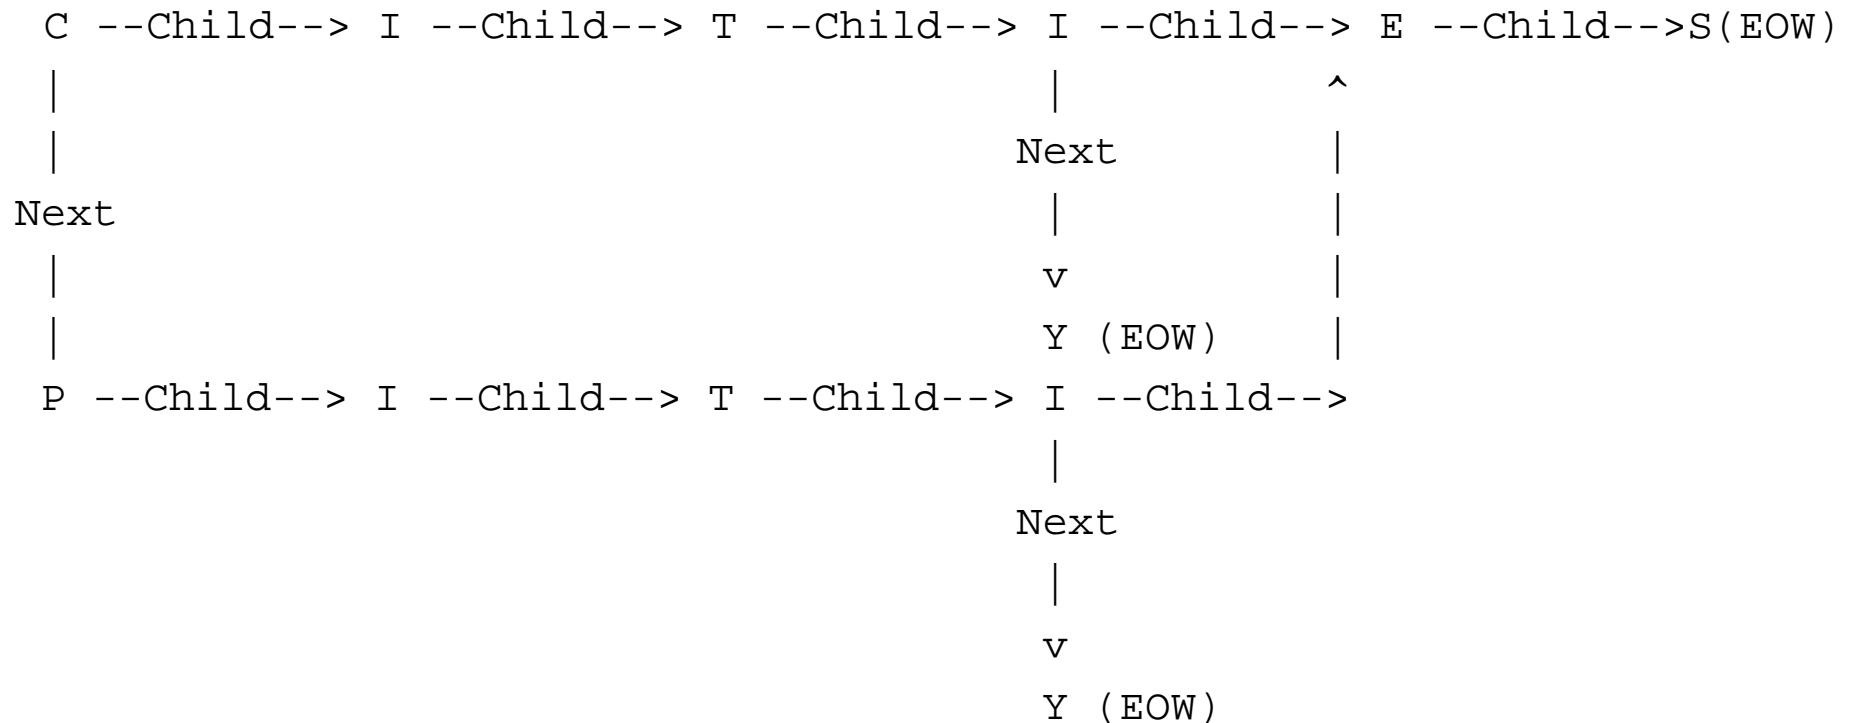 C --Child--> I --Child--> T --Child--> I --Child--> E --Child-->S(EOW)
|                             |           ^
|                            Next         |
Next                          |           |
|                             v           |
|                             Y (EOW)     |
P --Child--> I --Child--> T --Child--> I --Child-->
                              |
                             Next
                              |
                              v
                              Y (EOW)